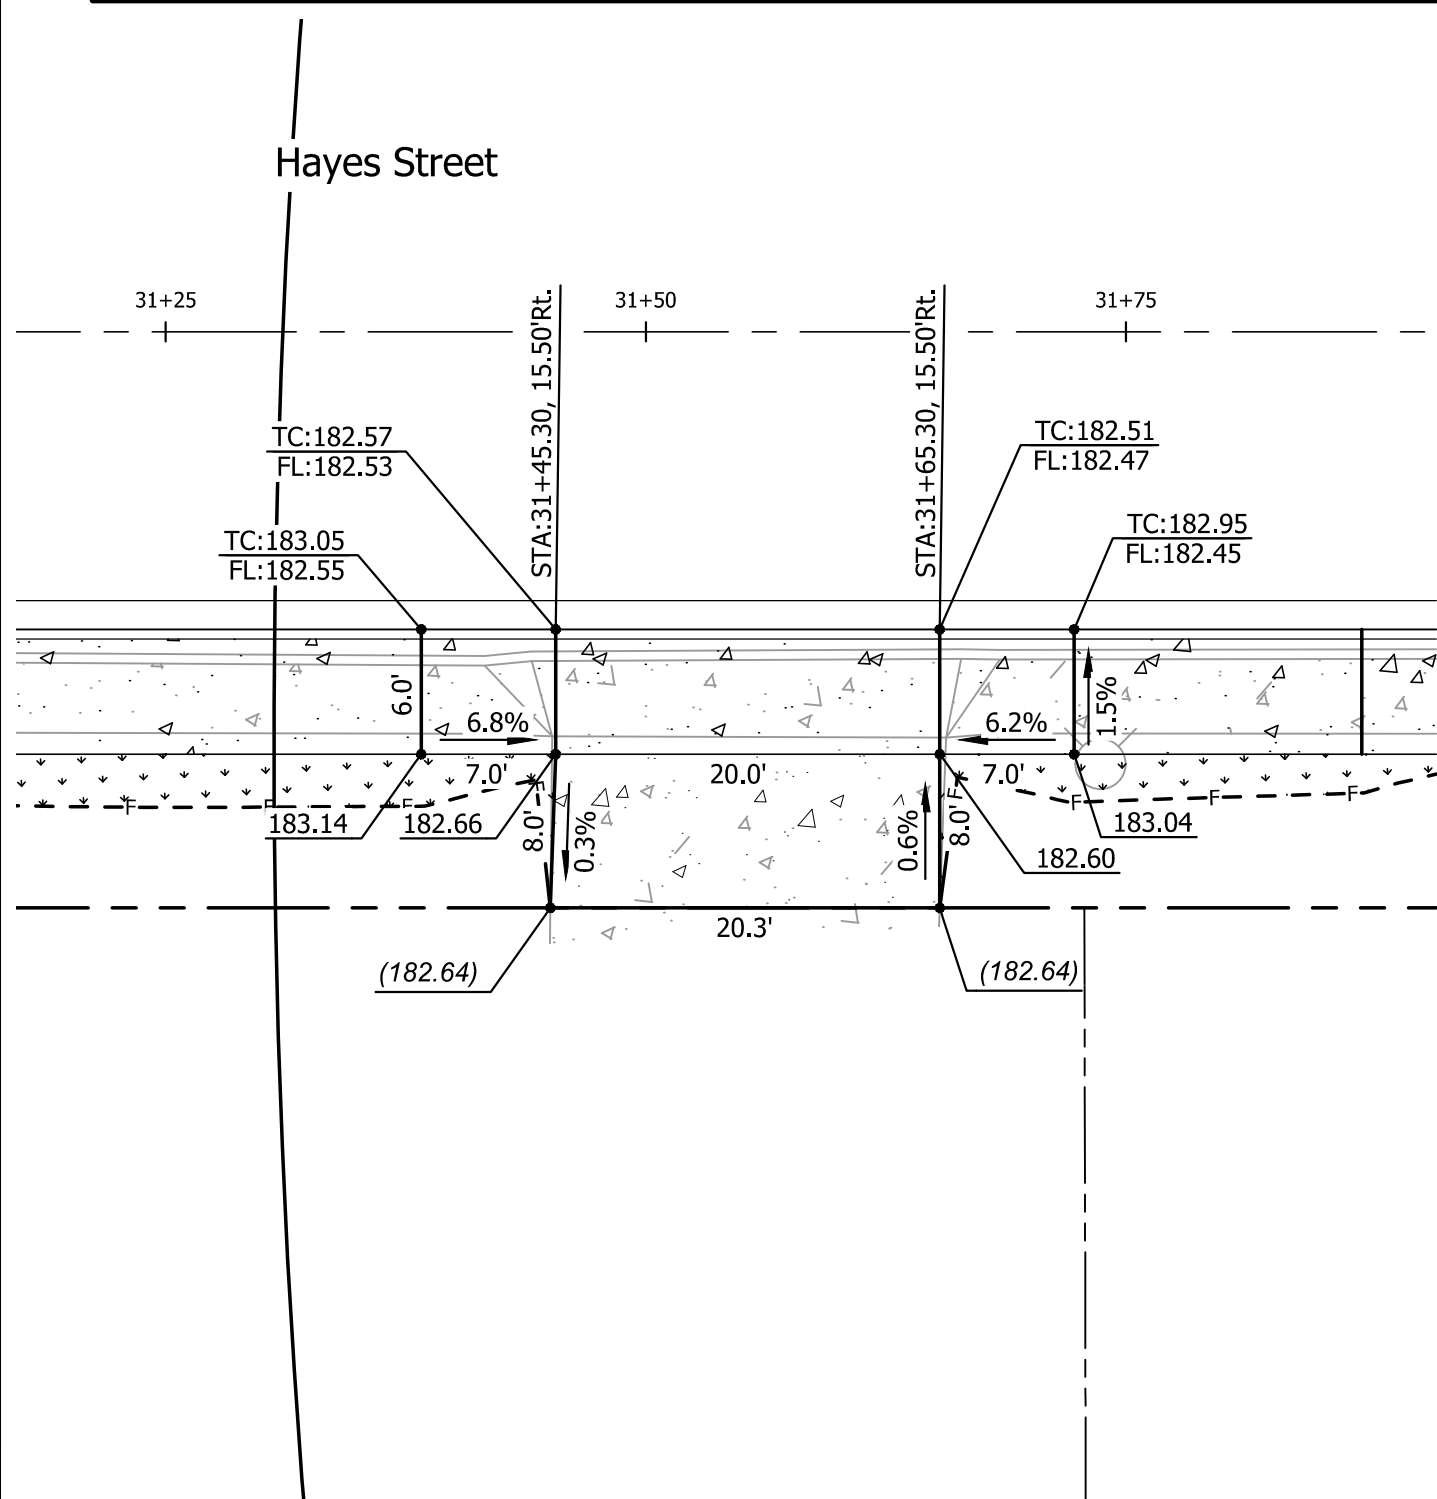 Hayes Street
31+25
31+50
31+75
STA:31+45.30, 15.50'Rt.
STA:31+65.30, 15.50'Rt.
TC:182.57
FL:182.53
TC:182.51
FL:182.47
TC:183.05
FL:182.55
TC:182.95
FL:182.45
6.0'
6.8%
6.2%
1.5%
7.0'
20.0'
7.0'
F
F
F
F
F
F
F
F
183.14
182.66
8.0'
0.3%
0.6%
8.0'
183.04
182.60
20.3'
(182.64)
(182.64)